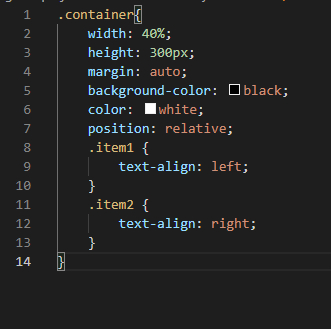 1 .container{
2 width: 40%;
3 height: 300px;
4 margin: auto;
5 background-color: black;
6 color: white;
7 position: relative;
8 .item1 {
9 text-align: left;
10 }
11 .item2 {
12 text-align: right;
13 }
14 }